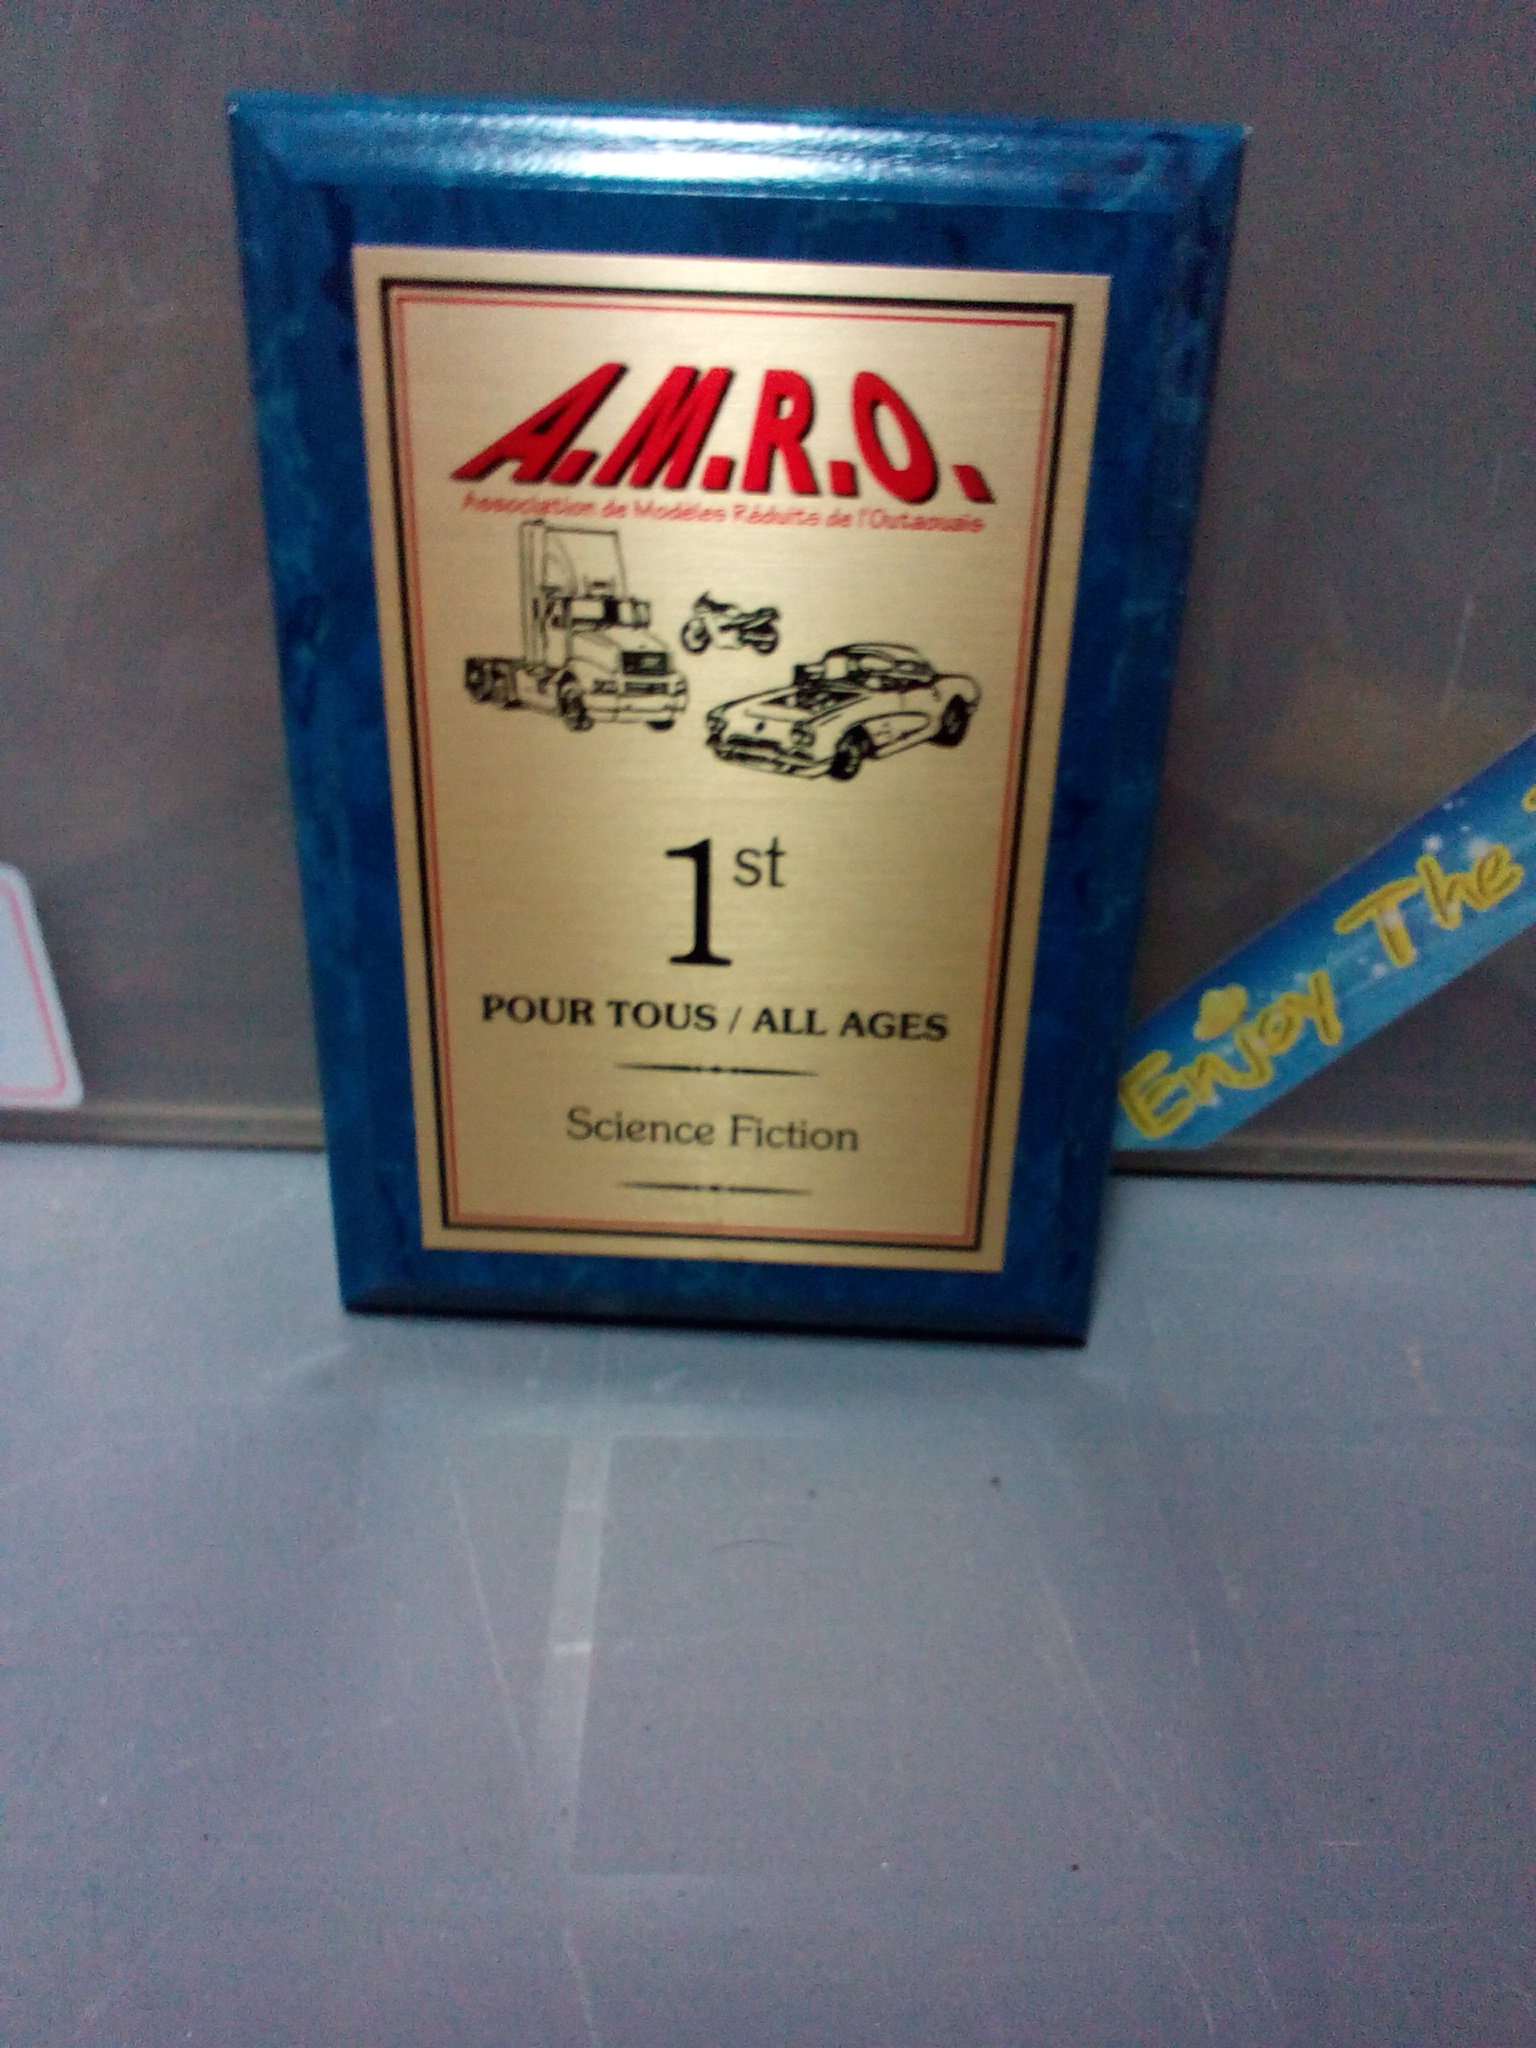 A.M.R.O.
Association de Modèles Réduits de l'Outaouais
1st
POUR TOUS / ALL AGES
Science Fiction
Enjoy The